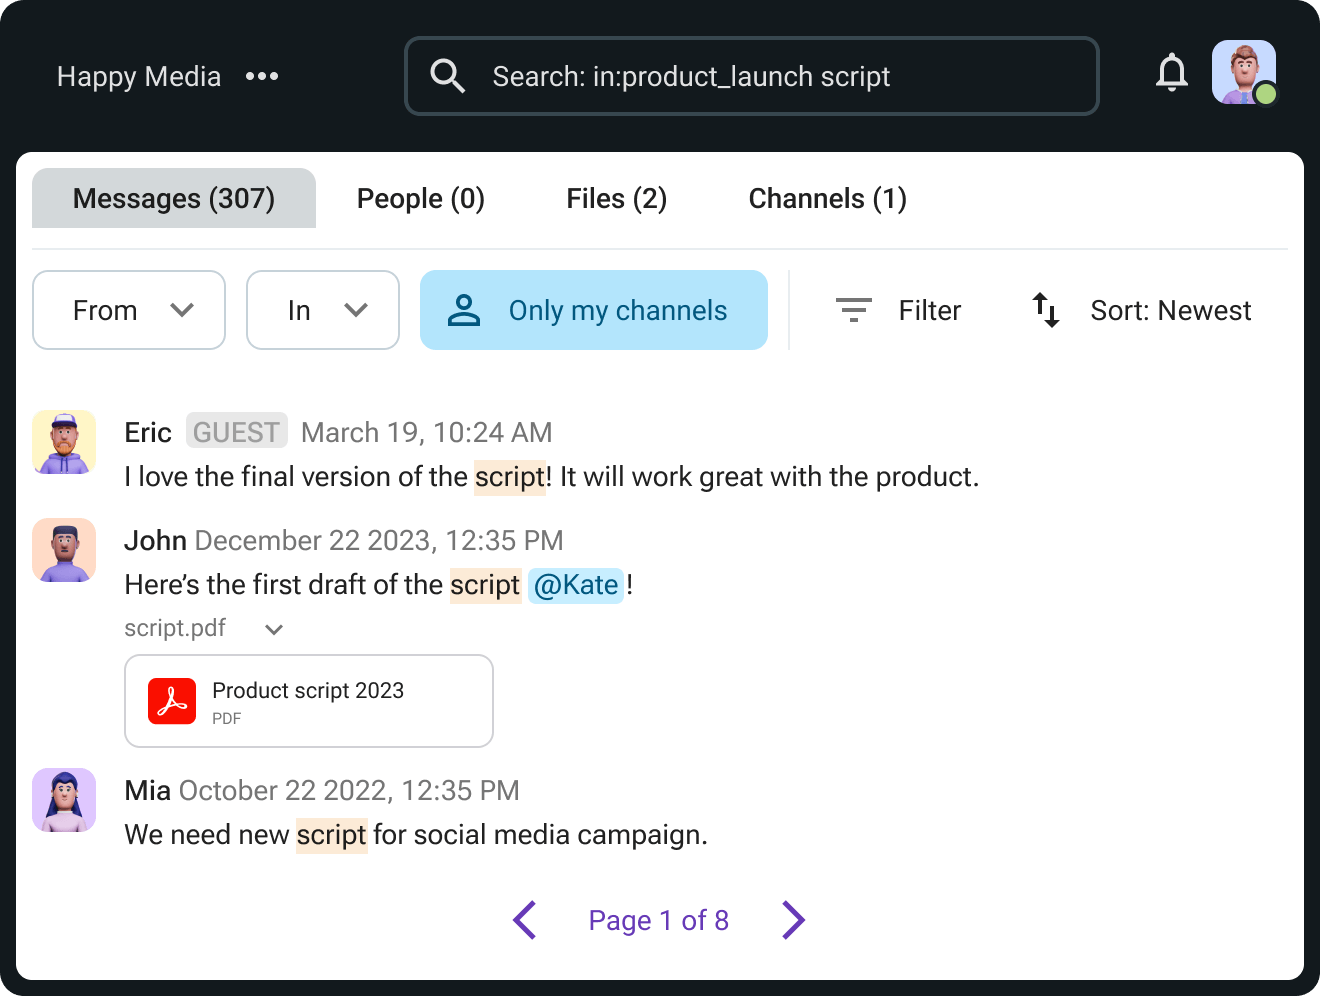 Happy Media
Search: in:product_launch script
Messages (307) People (0) Files (2) Channels (1)
From In Only my channels Filter Sort: Newest
Eric GUEST March 19, 10:24 AM
I love the final version of the script! It will work great with the product.
John December 22 2023, 12:35 PM
Here’s the first draft of the script @Kate!
script.pdf
Product script 2023
PDF
Mia October 22 2022, 12:35 PM
We need new script for social media campaign.
Page 1 of 8